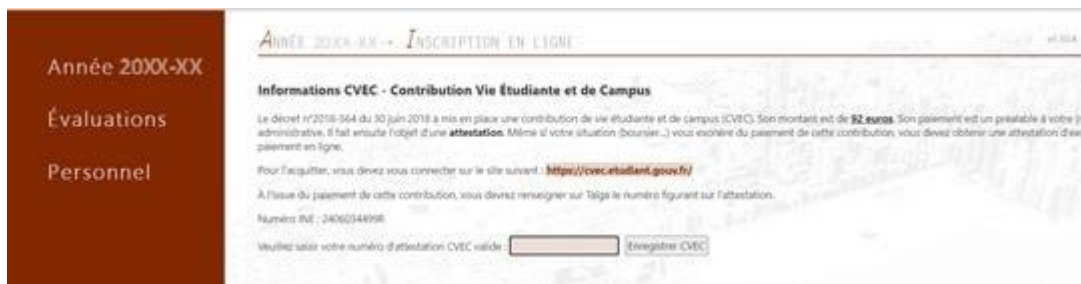 Année 20XX-XX
Évaluations
Personnel
ANNÉE 20XX-XX → INSCRIPTION EN LIGNE
Informations CVEC - Contribution Vie Étudiante et de Campus
Le décret n°2018-564 du 30 juin 2018 a mis en place une contribution de vie étudiante et de campus (CVEC). Son montant est de 92 euros. Son paiement est un préalable à votre
administrative. Il fait ensuite l'objet d'une attestation. Même si votre situation (boursier...) vous exonère du paiement de cette contribution, vous devez obtenir une attestation
paiement en ligne.
Pour l'acquitter, vous devez vous connecter sur le site suivant : https://cvec.etudiant.gouv.fr/
À l'issue du paiement de cette contribution, vous devrez renseigner sur Taïga le numéro figurant sur l'attestation.
Numéro INE : 2406034499R
Veuillez saisir votre numéro d'attestation CVEC valide : Enregistrer CVEC